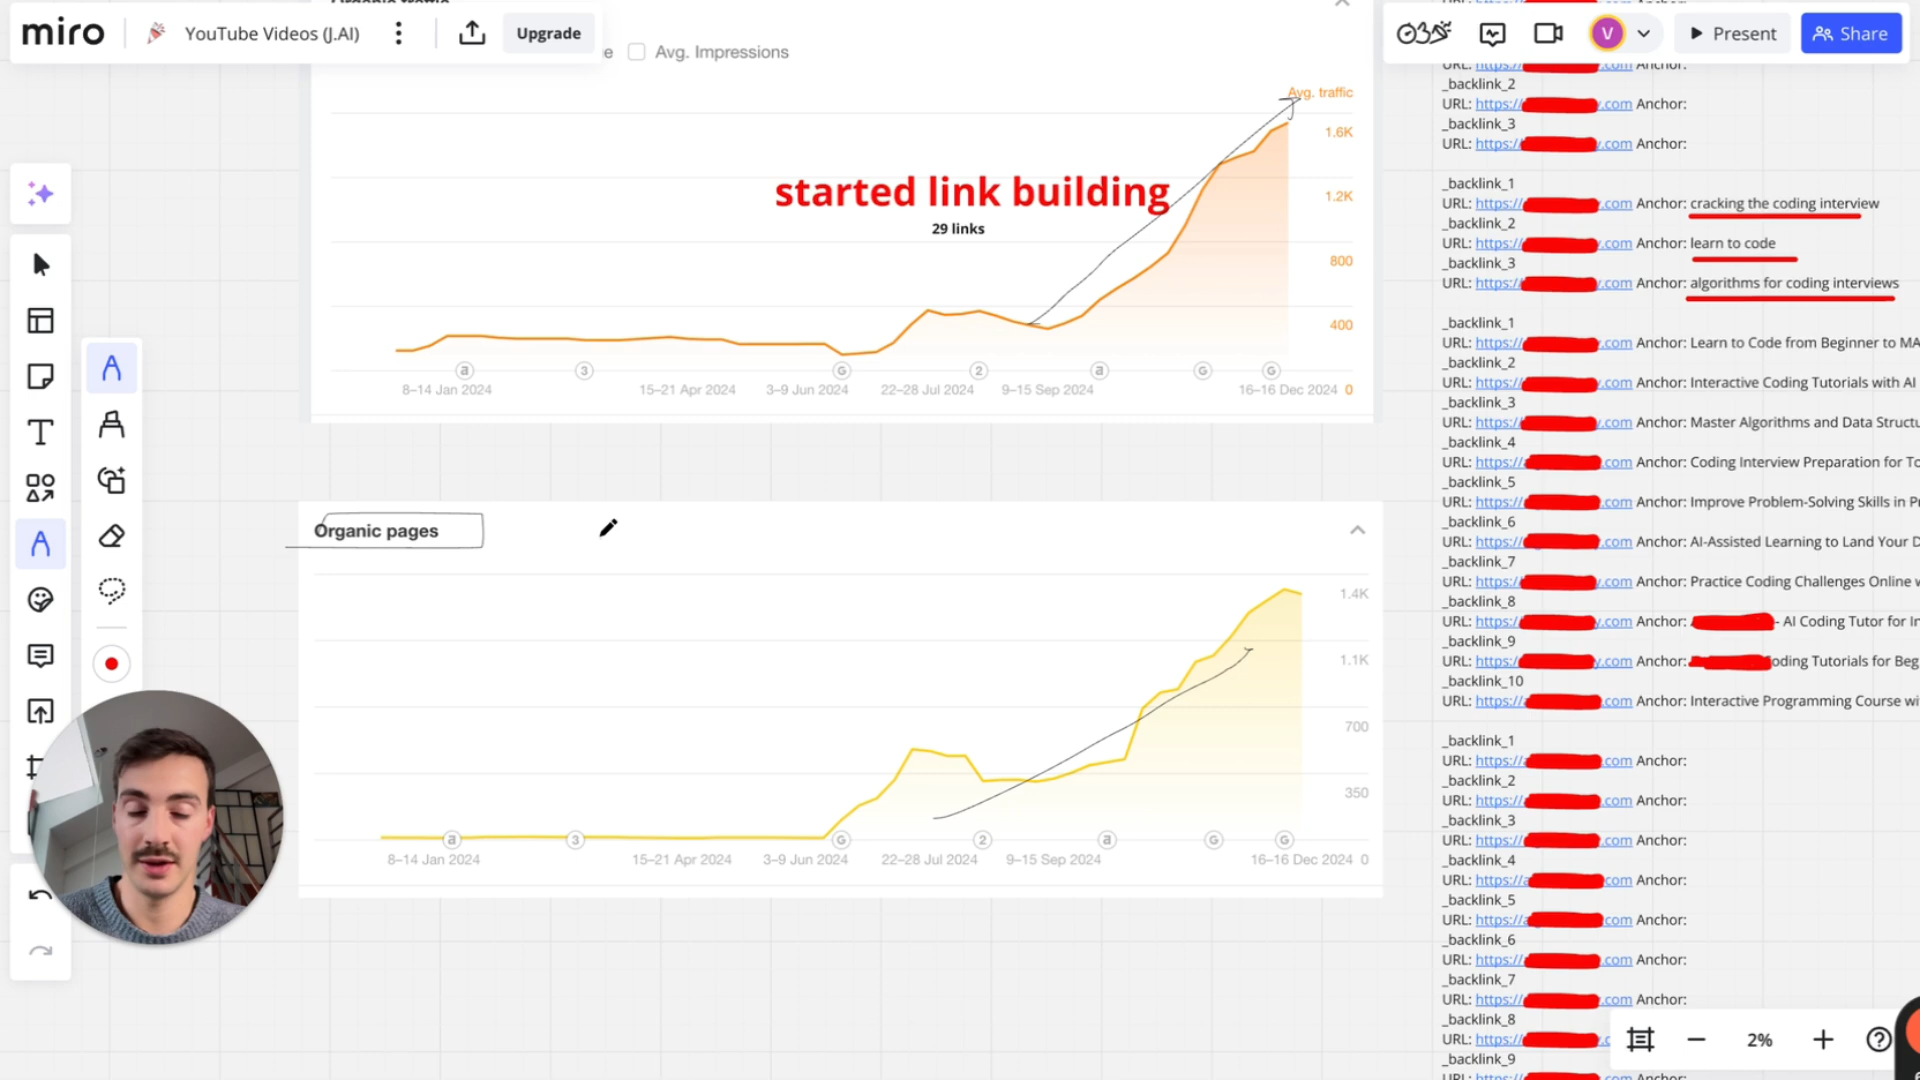 miro
YouTube Videos (J.AI)
Upgrade
Avg. Impressions
Present
Share
V
Avg. traffic
1.6K
1.2K
800
400
0
started link building
29 links
8–14 Jan 2024
15–21 Apr 2024
3–9 Jun 2024
22–28 Jul 2024
9–15 Sep 2024
16–16 Dec 2024
Organic pages
1.4K
1.1K
700
350
0
8–14 Jan 2024
15–21 Apr 2024
3–9 Jun 2024
22–28 Jul 2024
9–15 Sep 2024
16–16 Dec 2024
_backlink_2
URL: https:// .com Anchor:
_backlink_3
URL: https:// .com Anchor:
_backlink_1
URL: https:// .com Anchor: cracking the coding interview
_backlink_2
URL: https:// .com Anchor: learn to code
_backlink_3
URL: https:// .com Anchor: algorithms for coding interviews
_backlink_1
URL: https:// .com Anchor: Learn to Code from Beginner to
_backlink_2
URL: https:// .com Anchor: Interactive Coding Tutorials with AI
_backlink_3
URL: https:// .com Anchor: Master Algorithms and Data
_backlink_4
URL: https:// .com Anchor: Coding Interview Preparation for
_backlink_5
URL: https:// .com Anchor: Improve Problem-Solving Skills in
_backlink_6
URL: https:// .com Anchor: AI-Assisted Learning to Land Your
_backlink_7
URL: https:// .com Anchor: Practice Coding Challenges Online
_backlink_8
URL: https:// .com Anchor: - AI Coding Tutor for
_backlink_9
URL: https:// .com Anchor: oding Tutorials for
_backlink_10
URL: https:// .com Anchor: Interactive Programming Course
_backlink_1
URL: https:// .com Anchor:
_backlink_2
URL: https:// .com Anchor:
_backlink_3
URL: https:// .com Anchor:
_backlink_4
URL: https:// .com Anchor:
_backlink_5
URL: https:// .com Anchor:
_backlink_6
URL: https:// .com Anchor:
_backlink_7
URL: https:// .com Anchor:
_backlink_8
URL: https://
_backlink_9
2%